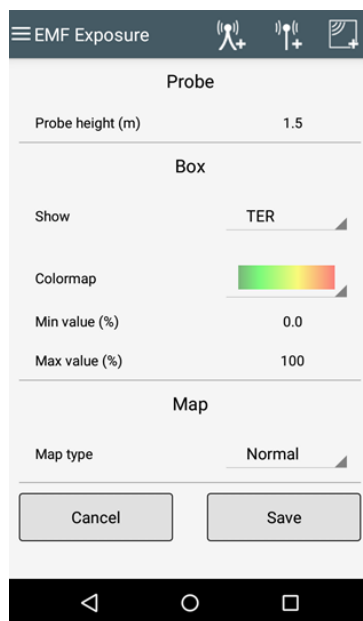 EMF Exposure
Probe
Probe height (m) 1.5
Box
Show TER
Colormap
Min value (%) 0.0
Max value (%) 100
Map
Map type Normal
Cancel Save